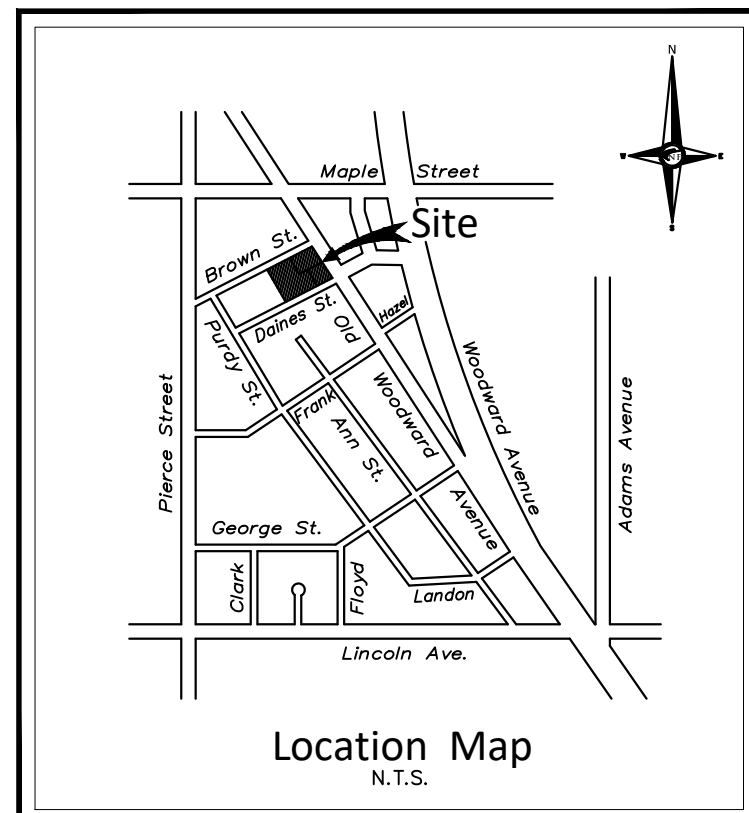 N
W
E
NF
S
Maple Street
Site
Brown St.
Daines St.
Old
Hazel
Purdy St.
Woodward
Woodward Avenue
Frank
Ann St.
Pierce Street
Adams Avenue
Avenue
George St.
Clark
Floyd
Landon
Lincoln Ave.
Location Map
N.T.S.